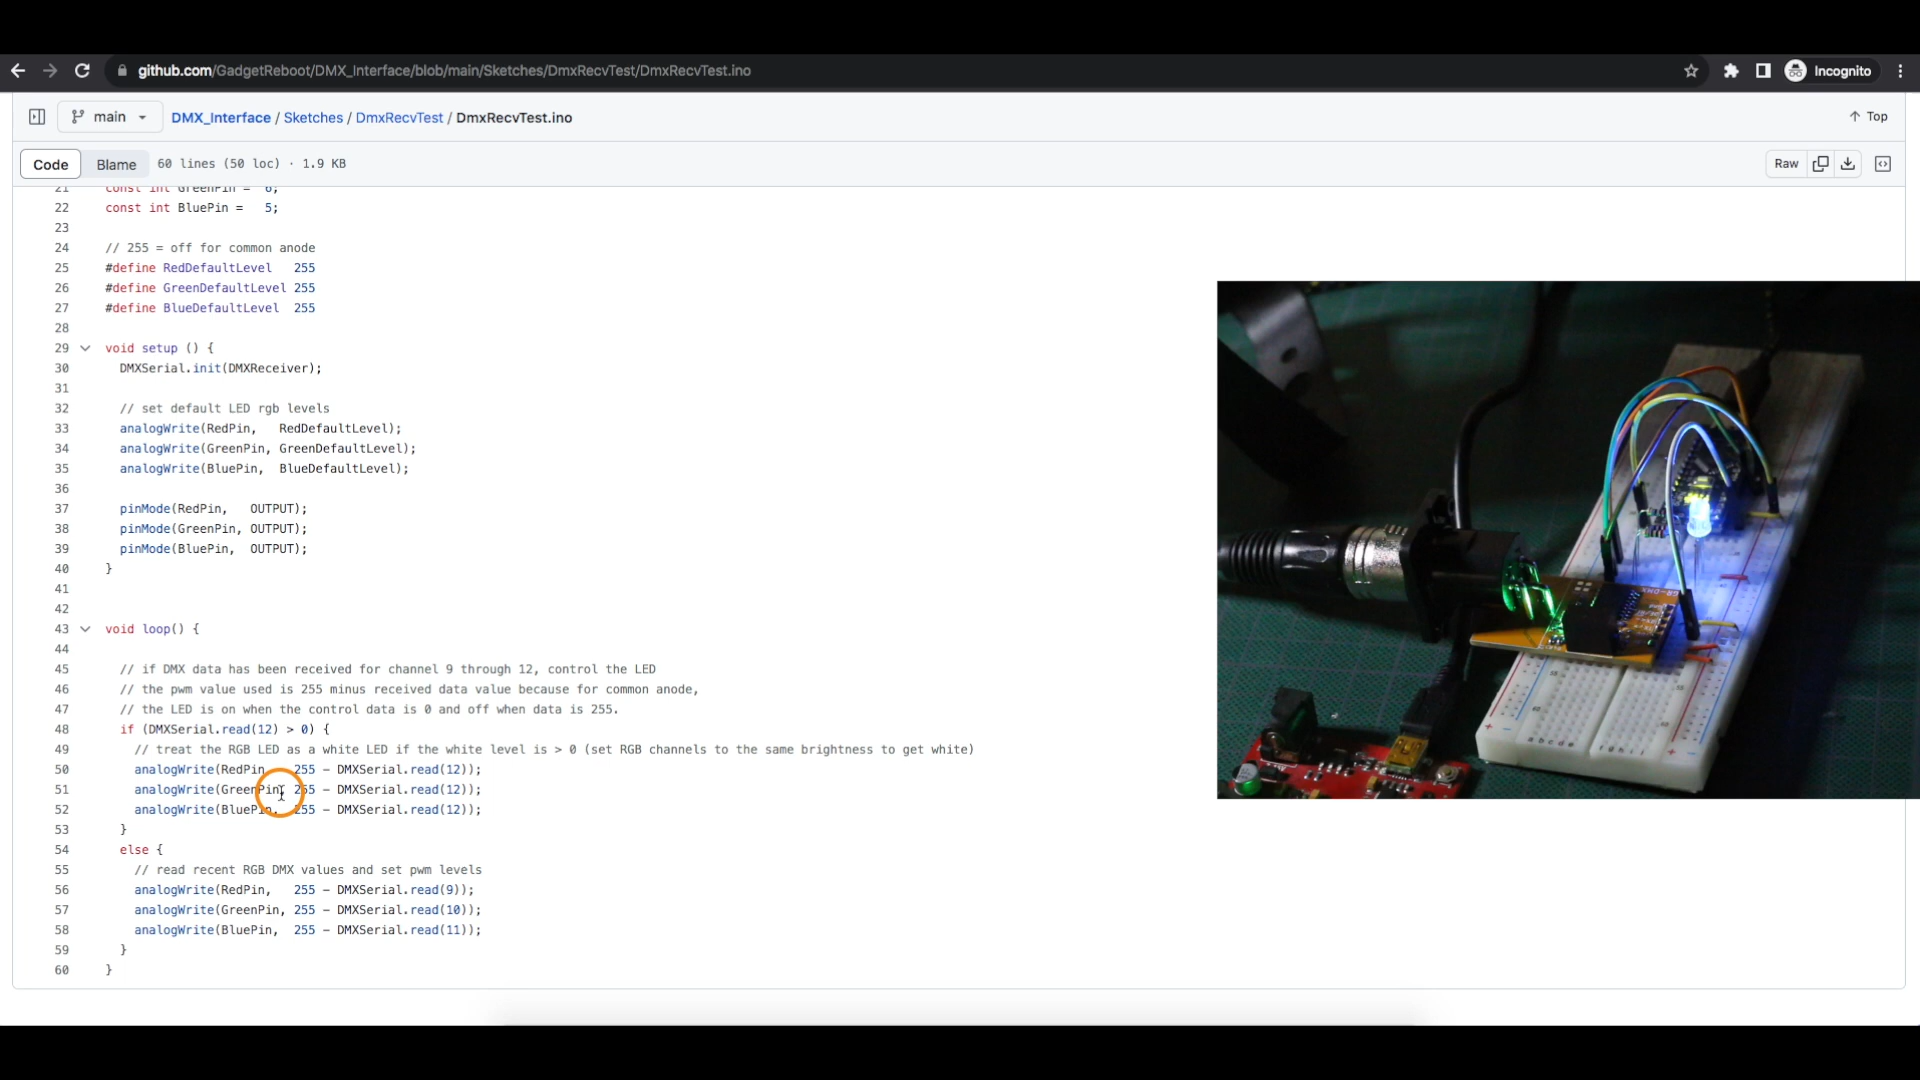 github.com/GadgetReboot/DMX_Interface/blob/main/Sketches/DmxRecvTest/DmxRecvTest.ino
Incognito
main
DMX_Interface / Sketches / DmxRecvTest / DmxRecvTest.ino
Top
Code
Blame
60 lines (50 loc) · 1.9 KB
Raw
21 const int GreenPin = 6;
22 const int BluePin =   5;
23
24 // 255 = off for common anode
25 #define RedDefaultLevel   255
26 #define GreenDefaultLevel 255
27 #define BlueDefaultLevel  255
28
29 void setup () {
30 DMXSerial.init(DMXReceiver);
31
32 // set default LED rgb levels
33 analogWrite(RedPin,   RedDefaultLevel);
34 analogWrite(GreenPin, GreenDefaultLevel);
35 analogWrite(BluePin,  BlueDefaultLevel);
36
37 pinMode(RedPin,   OUTPUT);
38 pinMode(GreenPin, OUTPUT);
39 pinMode(BluePin,  OUTPUT);
40 }
41
42
43 void loop() {
44
45 // if DMX data has been received for channel 9 through 12, control the LED
46 // the pwm value used is 255 minus received data value because for common anode,
47 // the LED is on when the control data is 0 and off when data is 255.
48 if (DMXSerial.read(12) > 0) {
49 // treat the RGB LED as a white LED if the white level is > 0 (set RGB channels to the same brightness to get white)
50 analogWrite(RedPin,   255 - DMXSerial.read(12));
51 analogWrite(GreenPin, 255 - DMXSerial.read(12));
52 analogWrite(BluePin,  255 - DMXSerial.read(12));
53 }
54 else {
55 // read recent RGB DMX values and set pwm levels
56 analogWrite(RedPin,   255 - DMXSerial.read(9));
57 analogWrite(GreenPin, 255 - DMXSerial.read(10));
58 analogWrite(BluePin,  255 - DMXSerial.read(11));
59 }
60 }